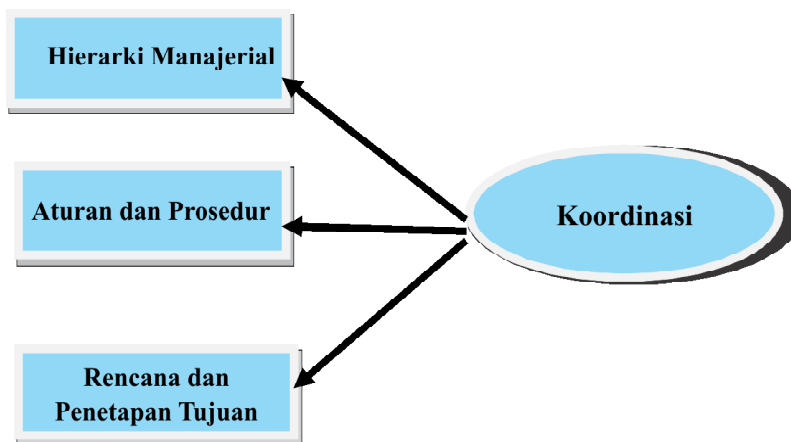 Hierarki Manajerial
Aturan dan Prosedur
Koordinasi
Rencana dan
Penetapan Tujuan